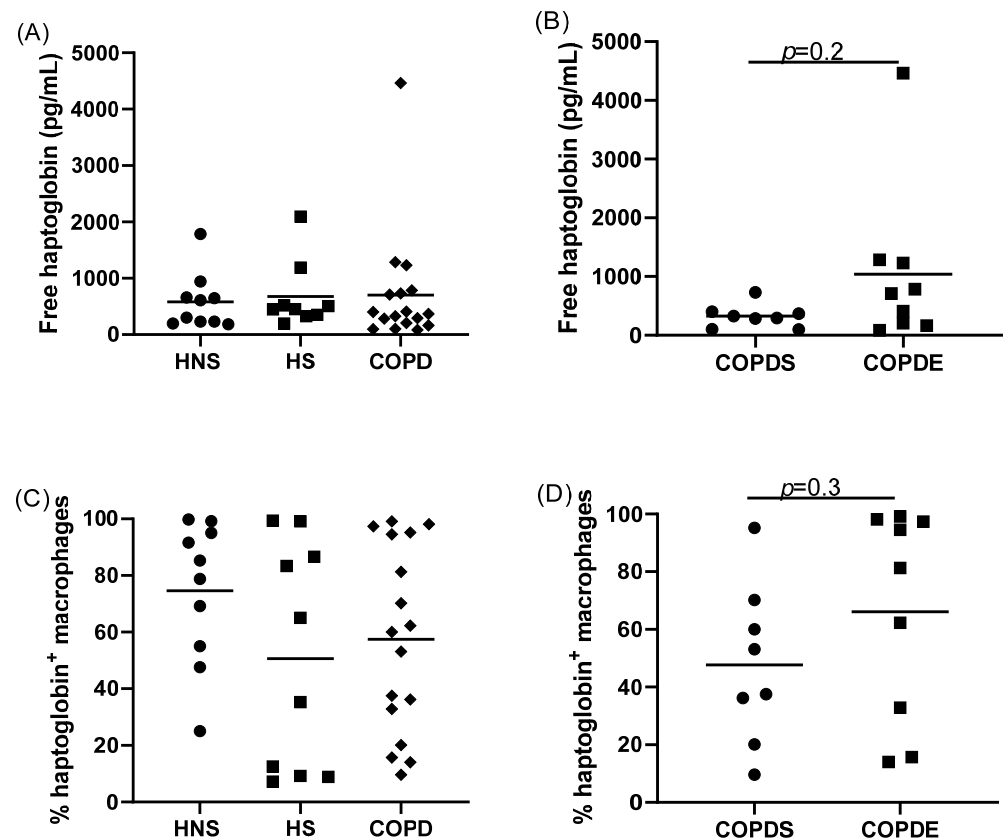 (A)
Free haptoglobin (pg/mL)
5000
4000
3000
2000
1000
0
HNS HS COPD
(B)
Free haptoglobin (pg/mL)
p=0.2
5000
4000
3000
2000
1000
0
COPDS COPDE
(C)
% haptoglobin+ macrophages
100
80
60
40
20
0
HNS HS COPD
(D)
% haptoglobin+ macrophages
p=0.3
100
80
60
40
20
0
COPDS COPDE